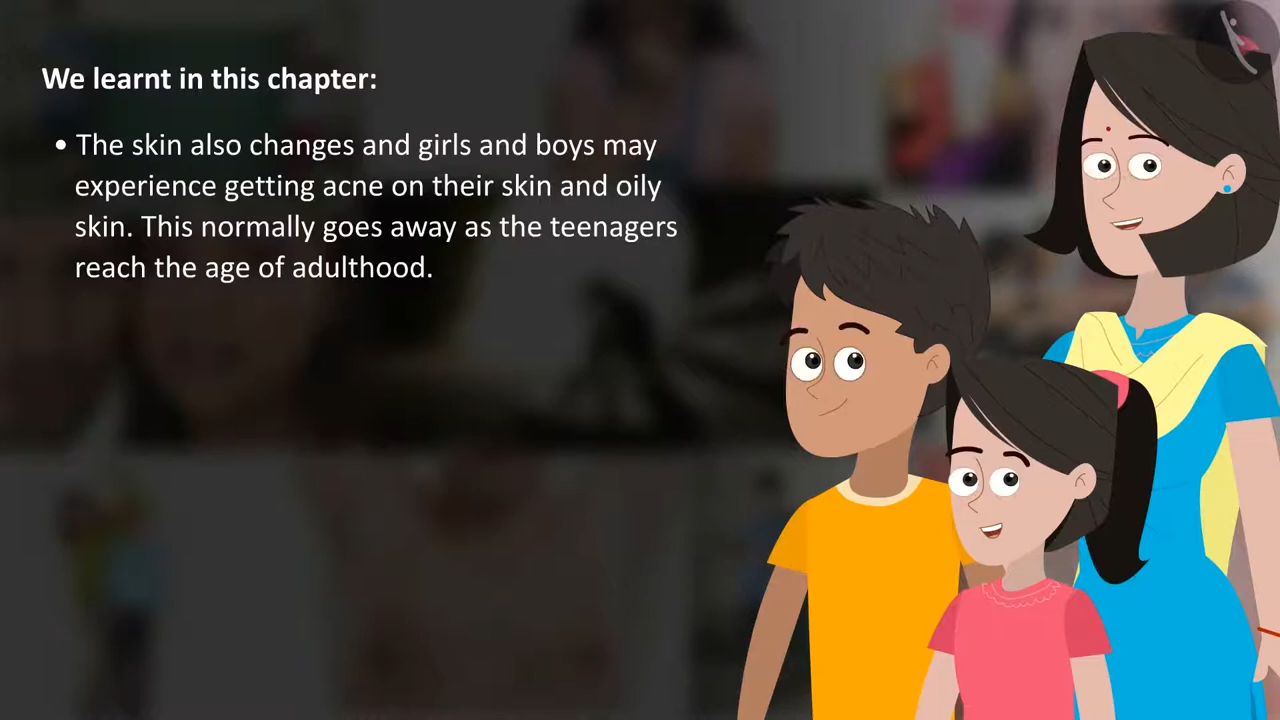 We learnt in this chapter:
• The skin also changes and girls and boys may
experience getting acne on their skin and oily
skin. This normally goes away as the teenagers
reach the age of adulthood.